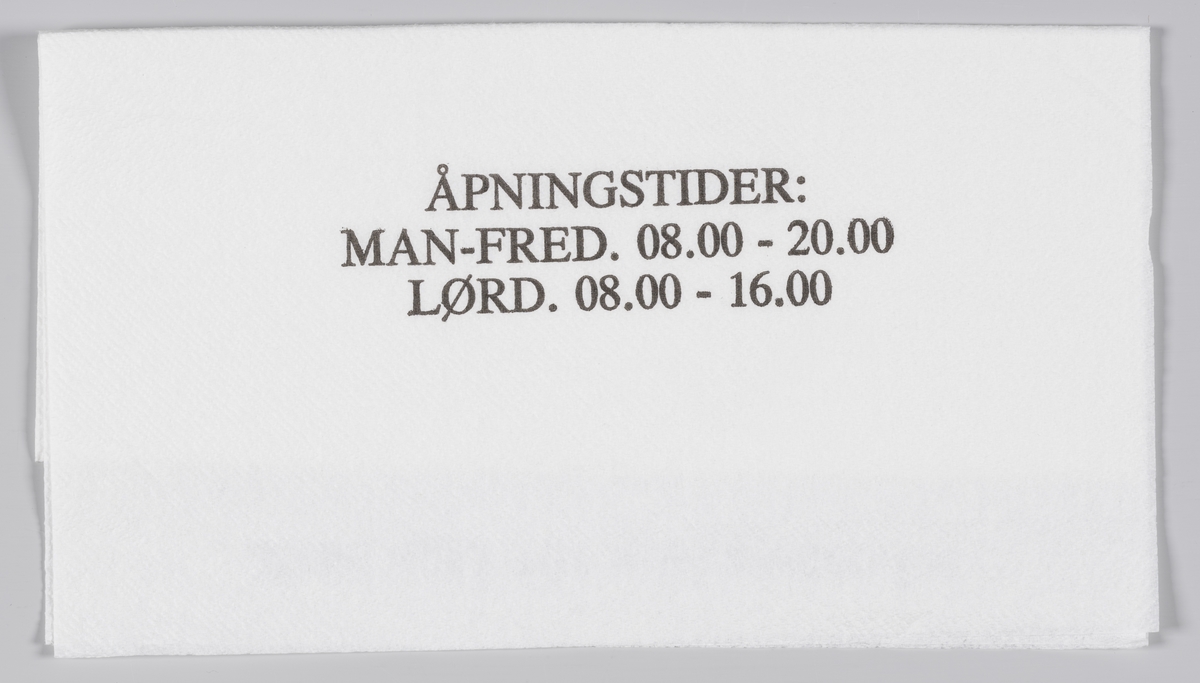 ÅPNINGSTIDER:
MAN-FRED. 08.00 - 20.00
LØRD. 08.00 - 16.00